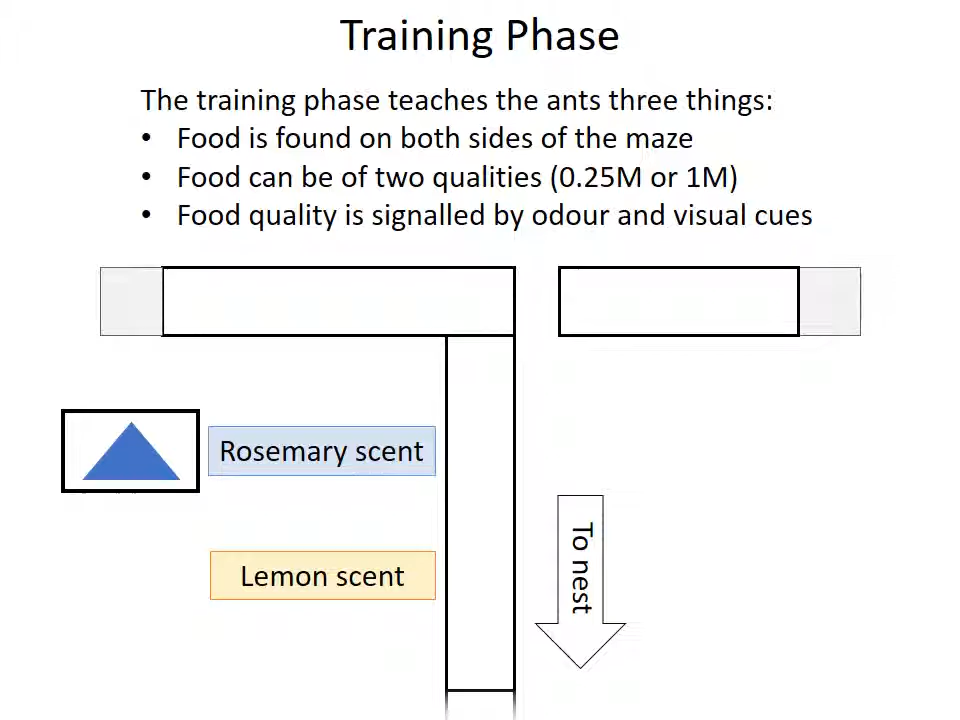 Training Phase
The training phase teaches the ants three things:
• Food is found on both sides of the maze
• Food can be of two qualities (0.25M or 1M)
• Food quality is signalled by odour and visual cues
Rosemary scent
Lemon scent
To nest